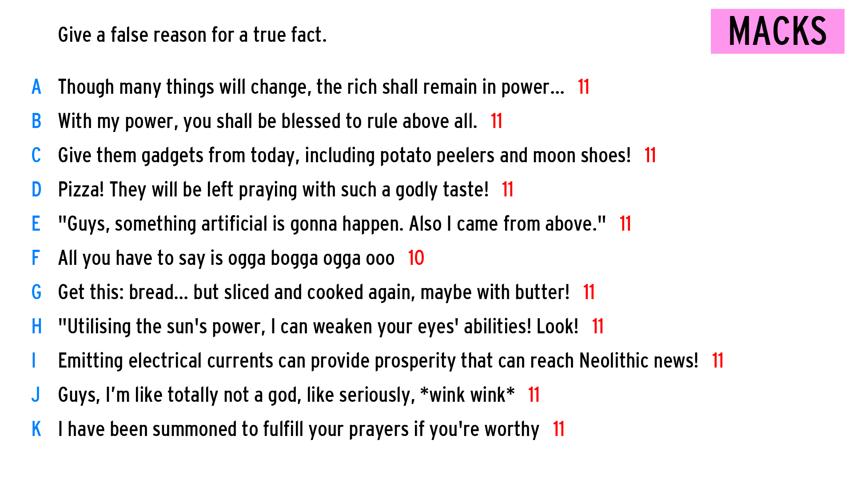 Give a false reason for a true fact.
MACKS
A Though many things will change, the rich shall remain in power... 11
B With my power, you shall be blessed to rule above all. 11
C Give them gadgets from today, including potato peelers and moon shoes! 11
D Pizza! They will be left praying with such a godly taste! 11
E "Guys, something artificial is gonna happen. Also I came from above." 11
F All you have to say is ogga bogga ogga ooo 10
G Get this: bread... but sliced and cooked again, maybe with butter! 11
H "Utilising the sun's power, I can weaken your eyes' abilities! Look! 11
I Emitting electrical currents can provide prosperity that can reach Neolithic news! 11
J Guys, I'm like totally not a god, like seriously, *wink wink* 11
K I have been summoned to fulfill your prayers if you're worthy 11